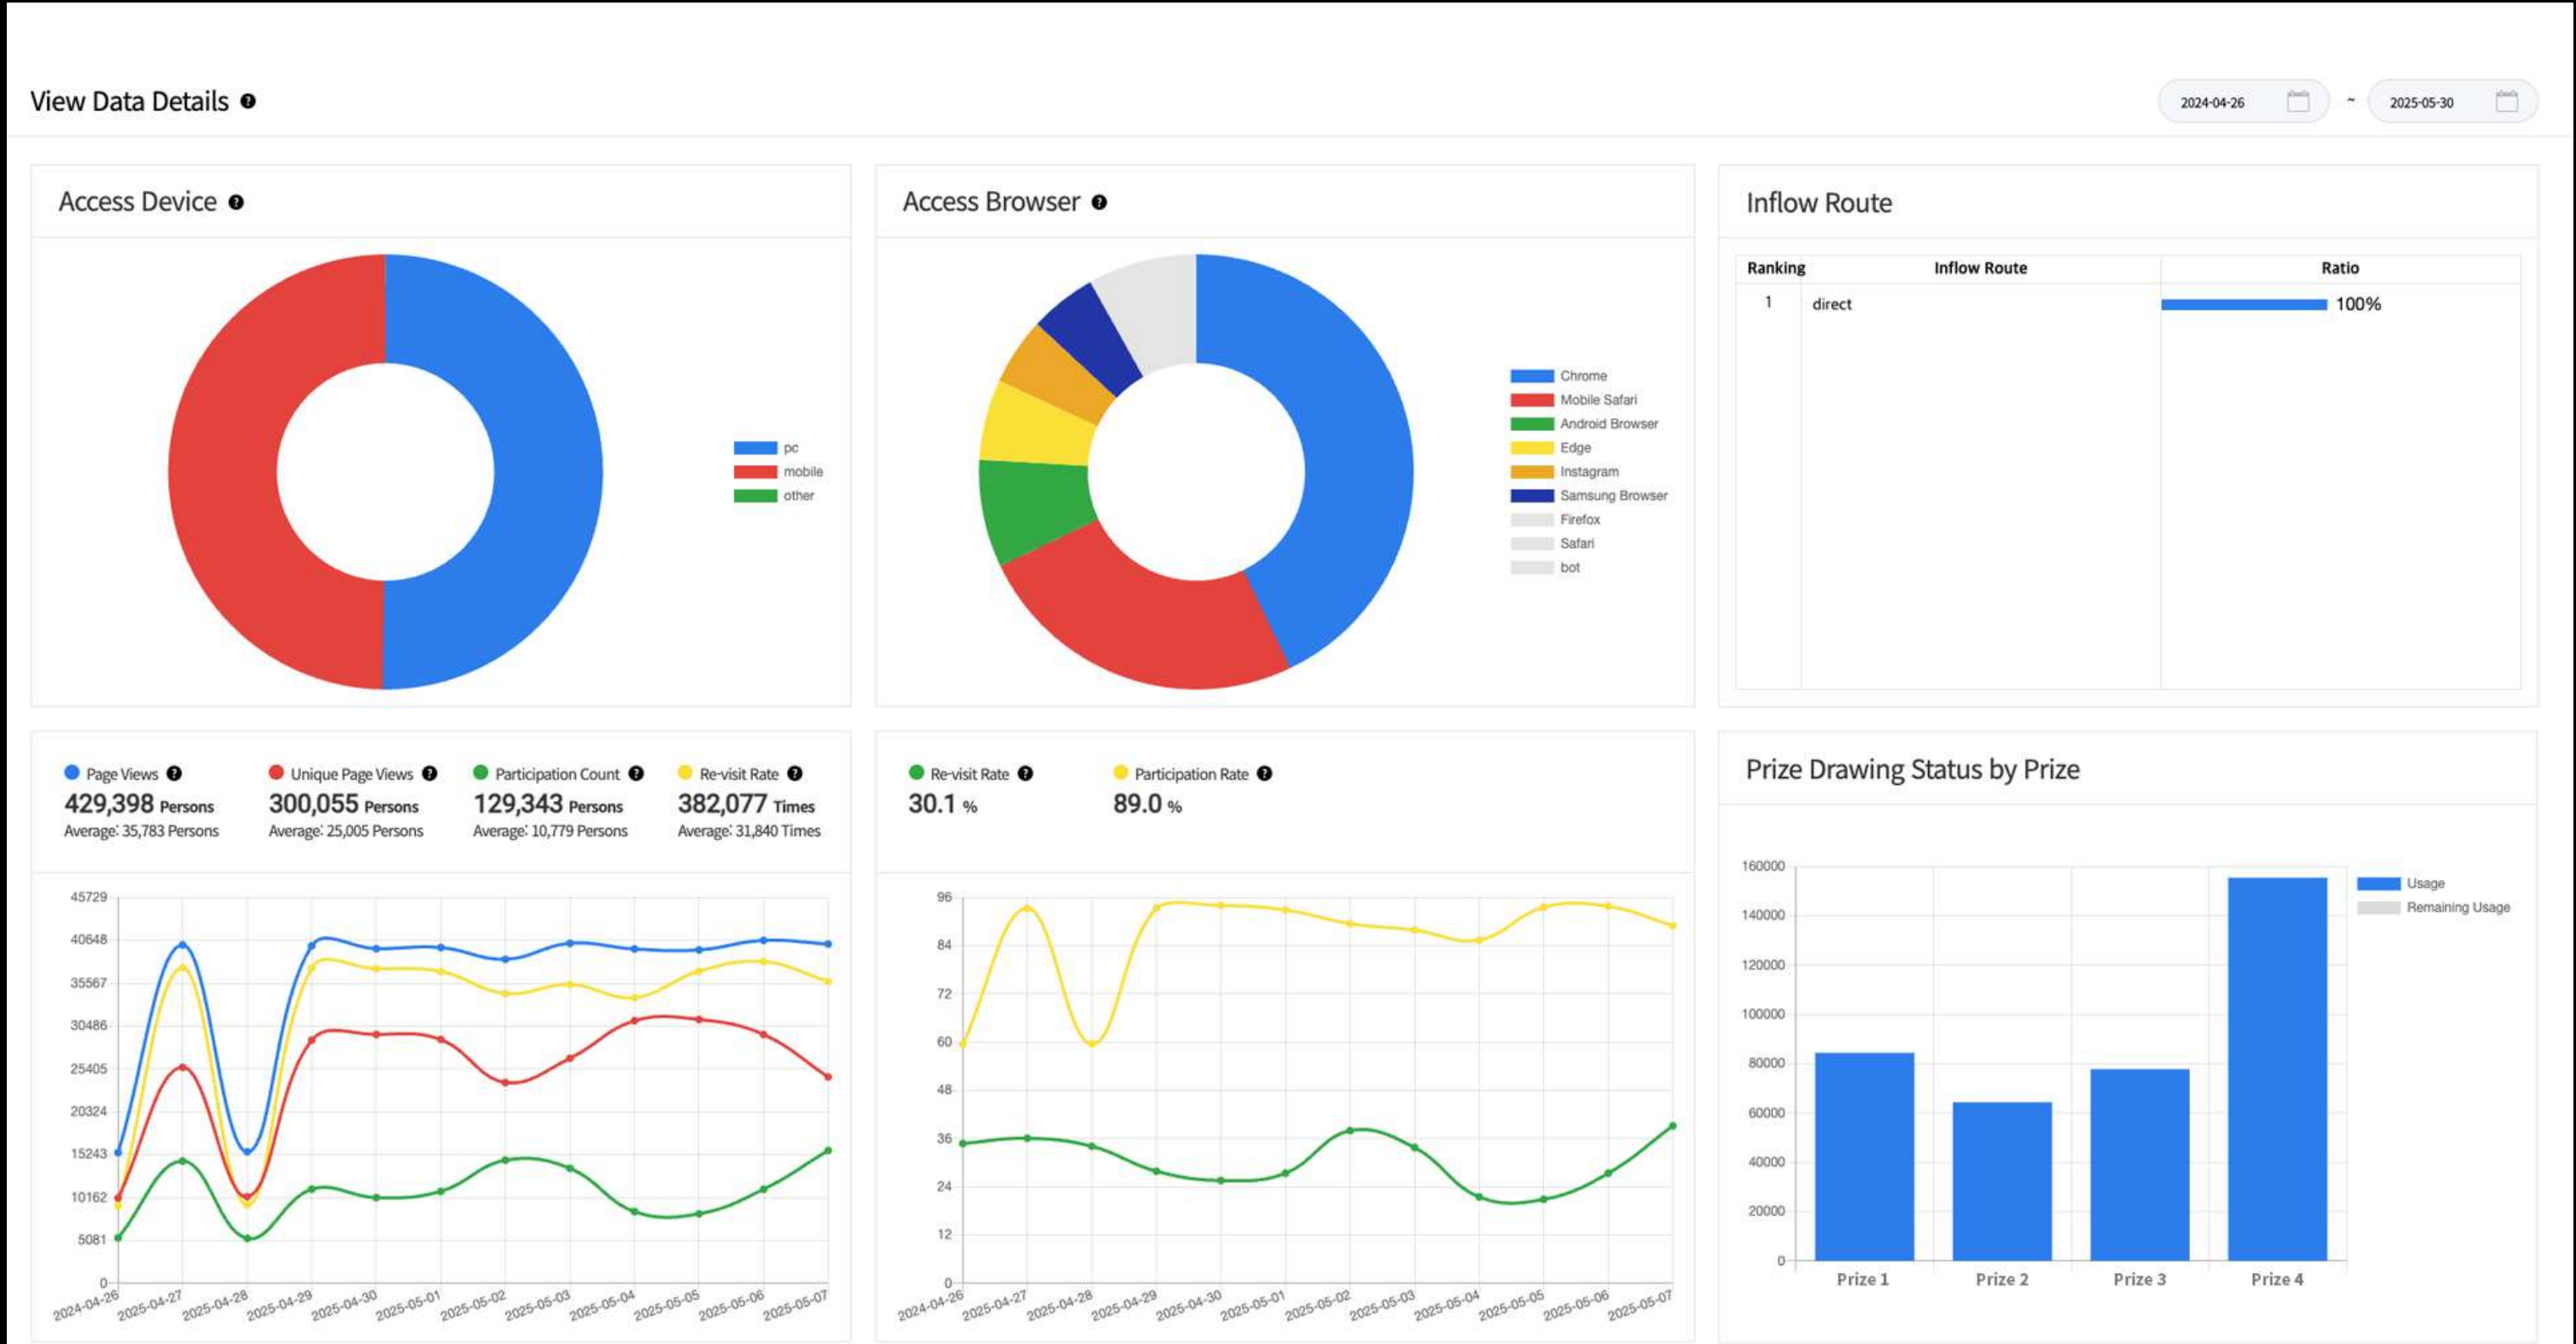 View Data Details ?
2024-04-26 ~ 2025-05-30
Access Device ?
pc
mobile
other
Access Browser ?
Chrome
Mobile Safari
Android Browser
Edge
Instagram
Samsung Browser
Firefox
Safari
bot
Inflow Route
Ranking Inflow Route Ratio
1 direct 100%
Page Views ? Unique Page Views ? Participation Count ? Re-visit Rate ?
429,398 Persons 300,055 Persons 129,343 Persons 382,077 Times
Average: 35,783 Persons Average: 25,005 Persons Average: 10,779 Persons Average: 31,840 Times
45729
40648
35567
30486
25405
20324
15243
10162
5081
0
2024-04-26 2025-04-27 2025-04-28 2025-04-29 2025-04-30 2025-05-01 2025-05-02 2025-05-03 2025-05-04 2025-05-05 2025-05-06 2025-05-07
Re-visit Rate ? Participation Rate ?
30.1 % 89.0 %
96
84
72
60
48
36
24
12
0
2024-04-26 2025-04-27 2025-04-28 2025-04-29 2025-04-30 2025-05-01 2025-05-02 2025-05-03 2025-05-04 2025-05-05 2025-05-06 2025-05-07
Prize Drawing Status by Prize
160000
140000
120000
100000
80000
60000
40000
20000
0
Prize 1 Prize 2 Prize 3 Prize 4
Usage
Remaining Usage